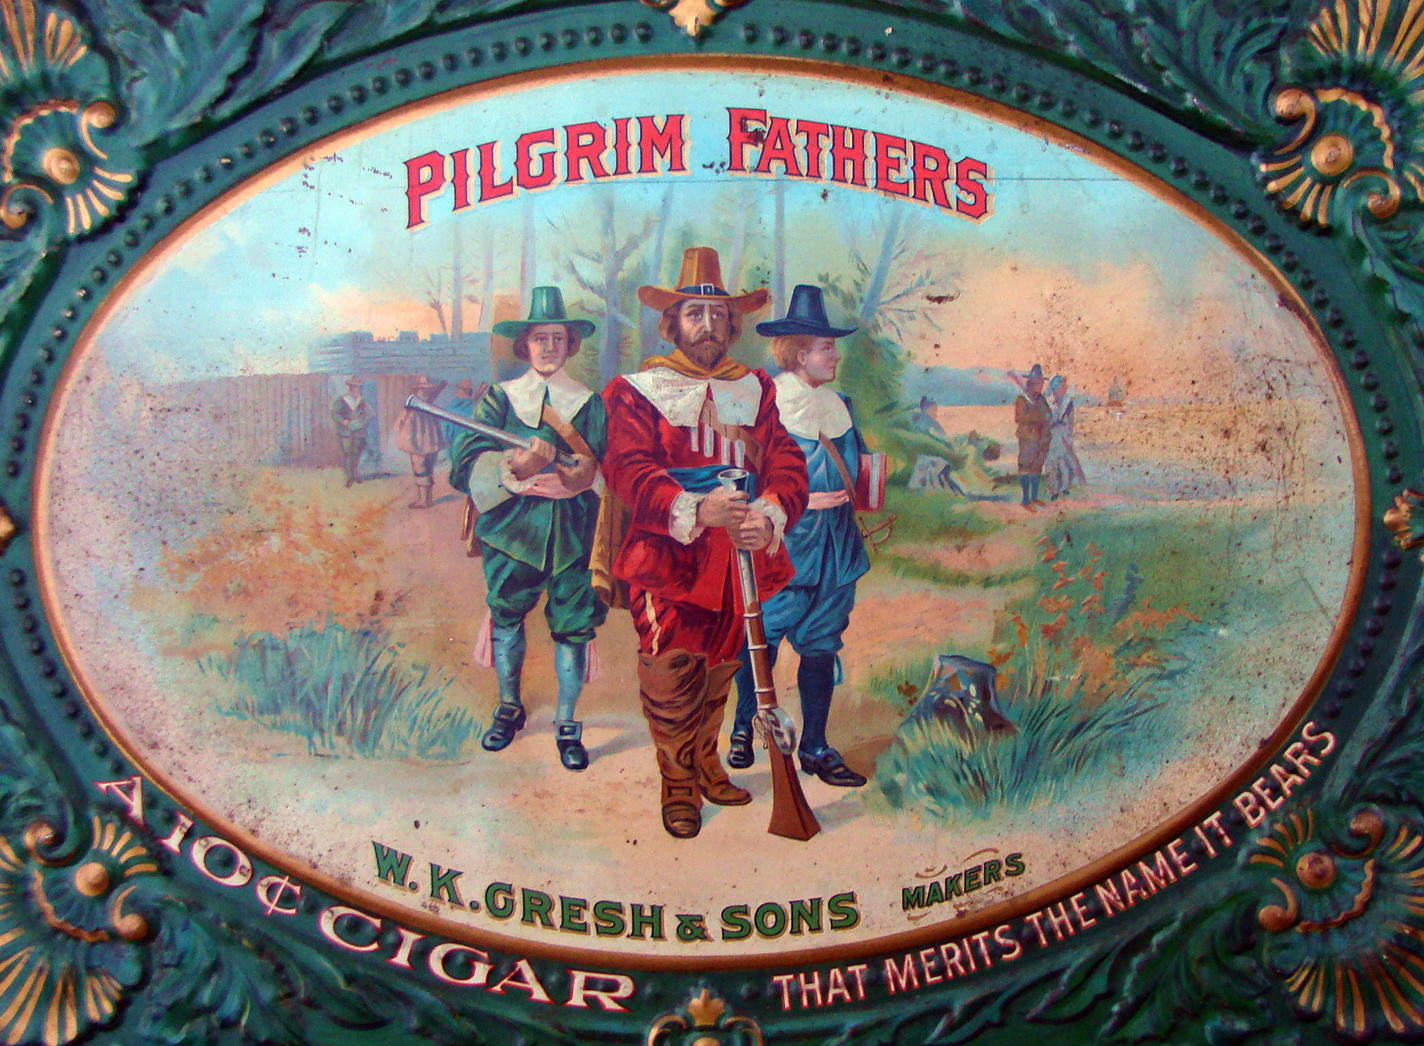 PILGRIM FATHERS
W.K. GRESH & SONS MAKERS
A 10¢ CIGAR THAT MERITS THE NAME IT BEARS